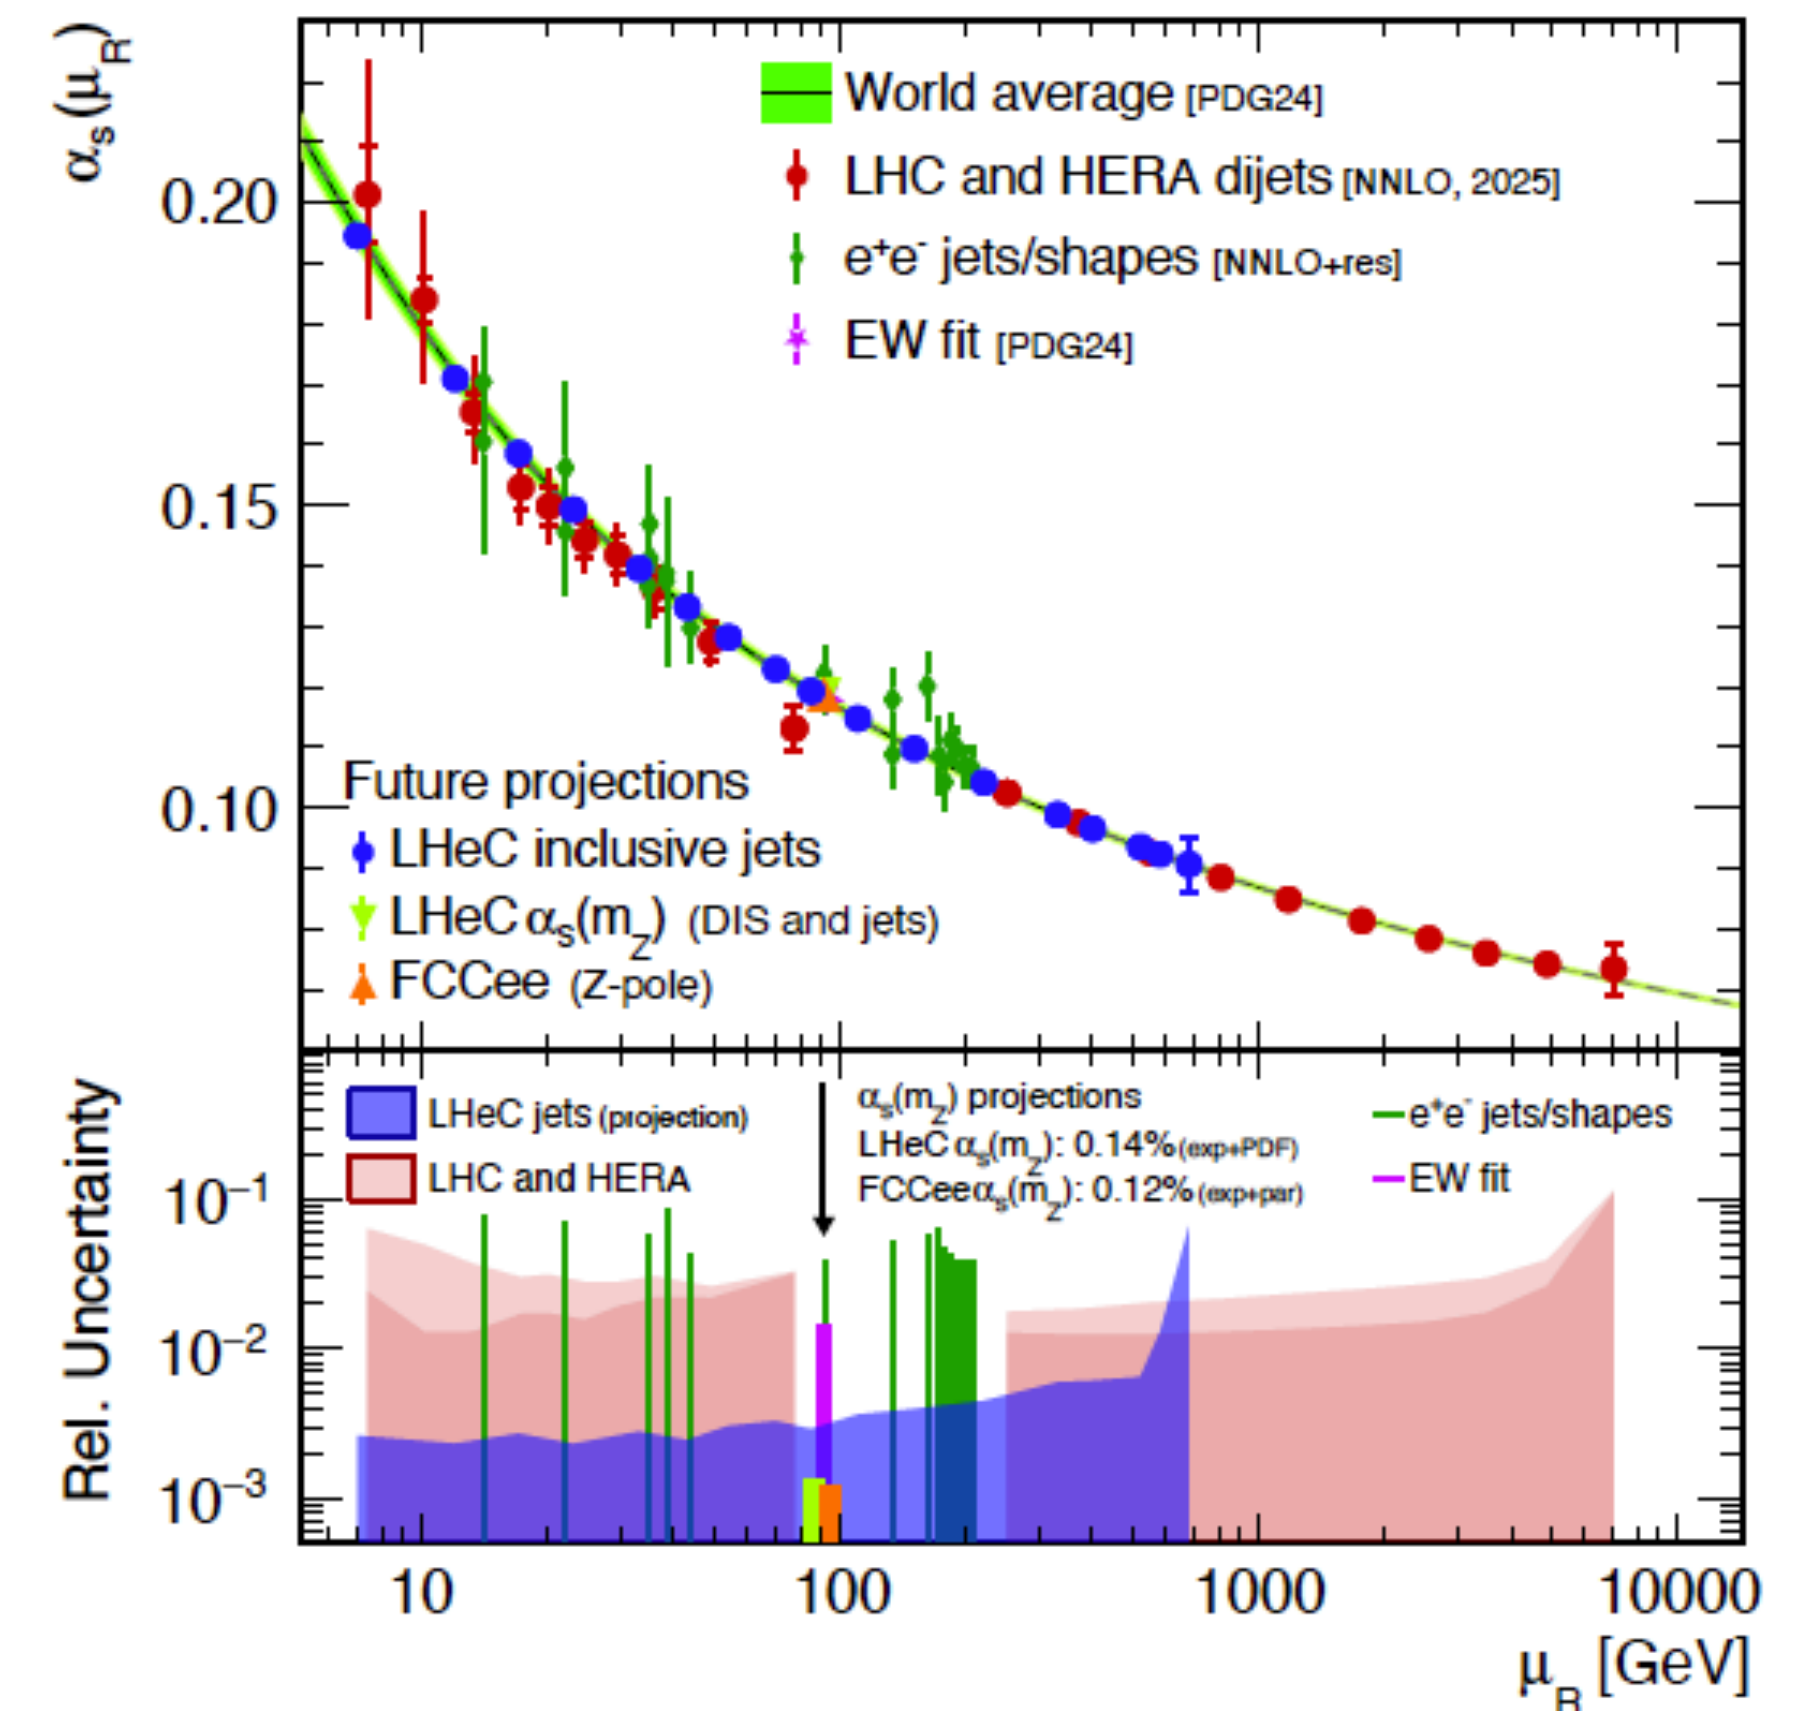 αs(μR)
0.20
0.15
0.10
World average [PDG24]
LHC and HERA dijets [NNLO, 2025]
e+e- jets/shapes [NNLO+res]
EW fit [PDG24]
Future projections
LHeC inclusive jets
LHeC αs(mZ) (DIS and jets)
FCCee (Z-pole)
Rel. Uncertainty
10−1
10−2
10−3
LHeC jets (projection)
LHC and HERA
αs(mZ) projections
LHeC αs(mZ): 0.14% (exp+PDF)
FCCee αs(mZ): 0.12% (exp+par)
e+e- jets/shapes
EW fit
10 100 1000 10000
μR [GeV]